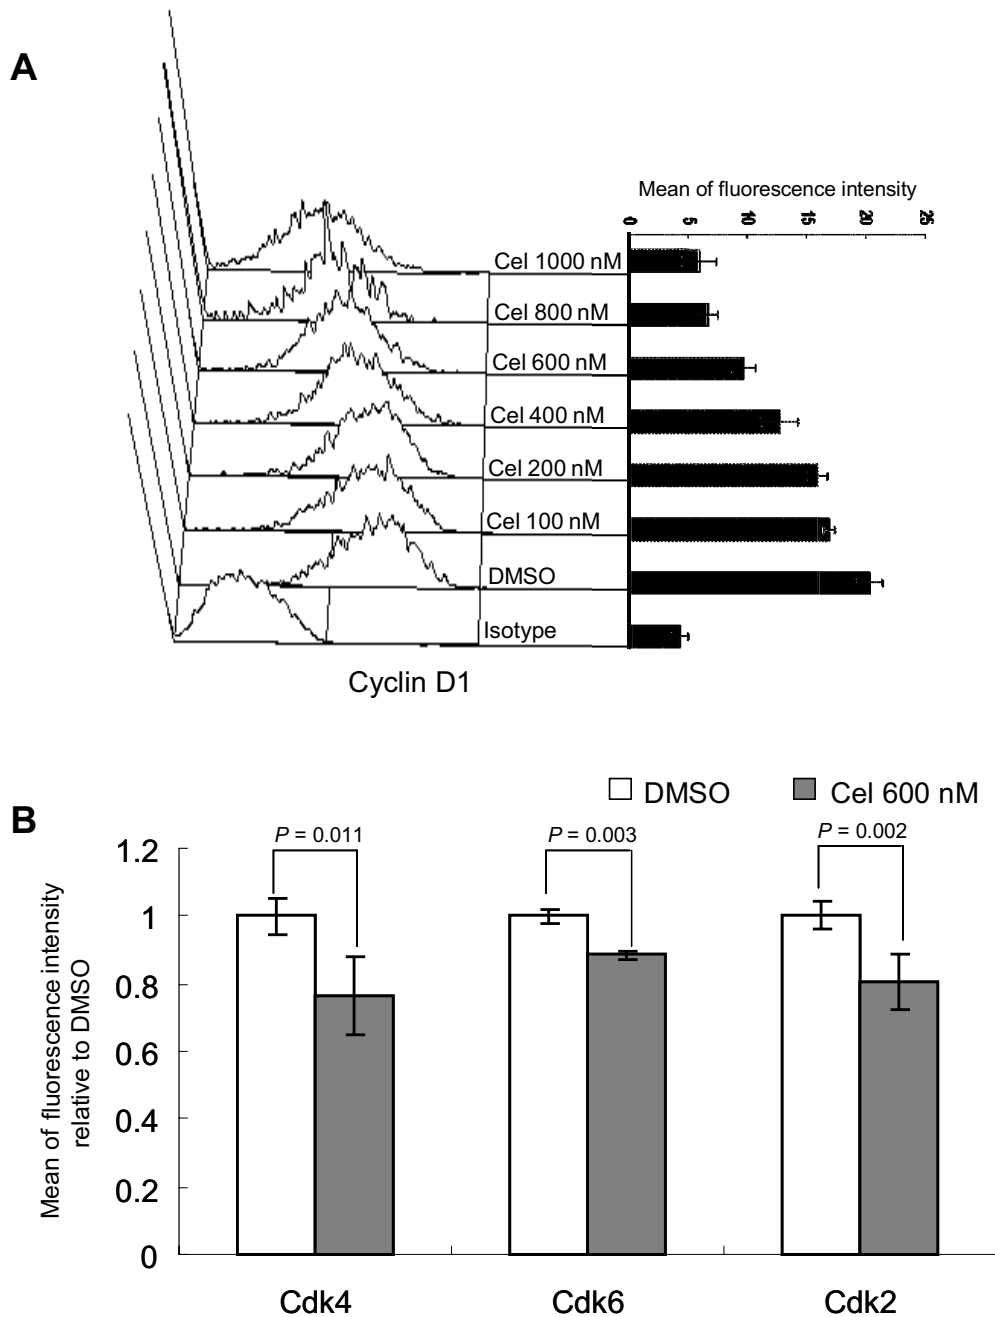 A
Mean of fluorescence intensity
0 5 10 15 20 25
Cel 1000 nM
Cel 800 nM
Cel 600 nM
Cel 400 nM
Cel 200 nM
Cel 100 nM
DMSO
Isotype
Cyclin D1
B
DMSO Cel 600 nM
P = 0.011 P = 0.003 P = 0.002
Mean of fluorescence intensity
relative to DMSO
1.2
1
0.8
0.6
0.4
0.2
0
Cdk4 Cdk6 Cdk2